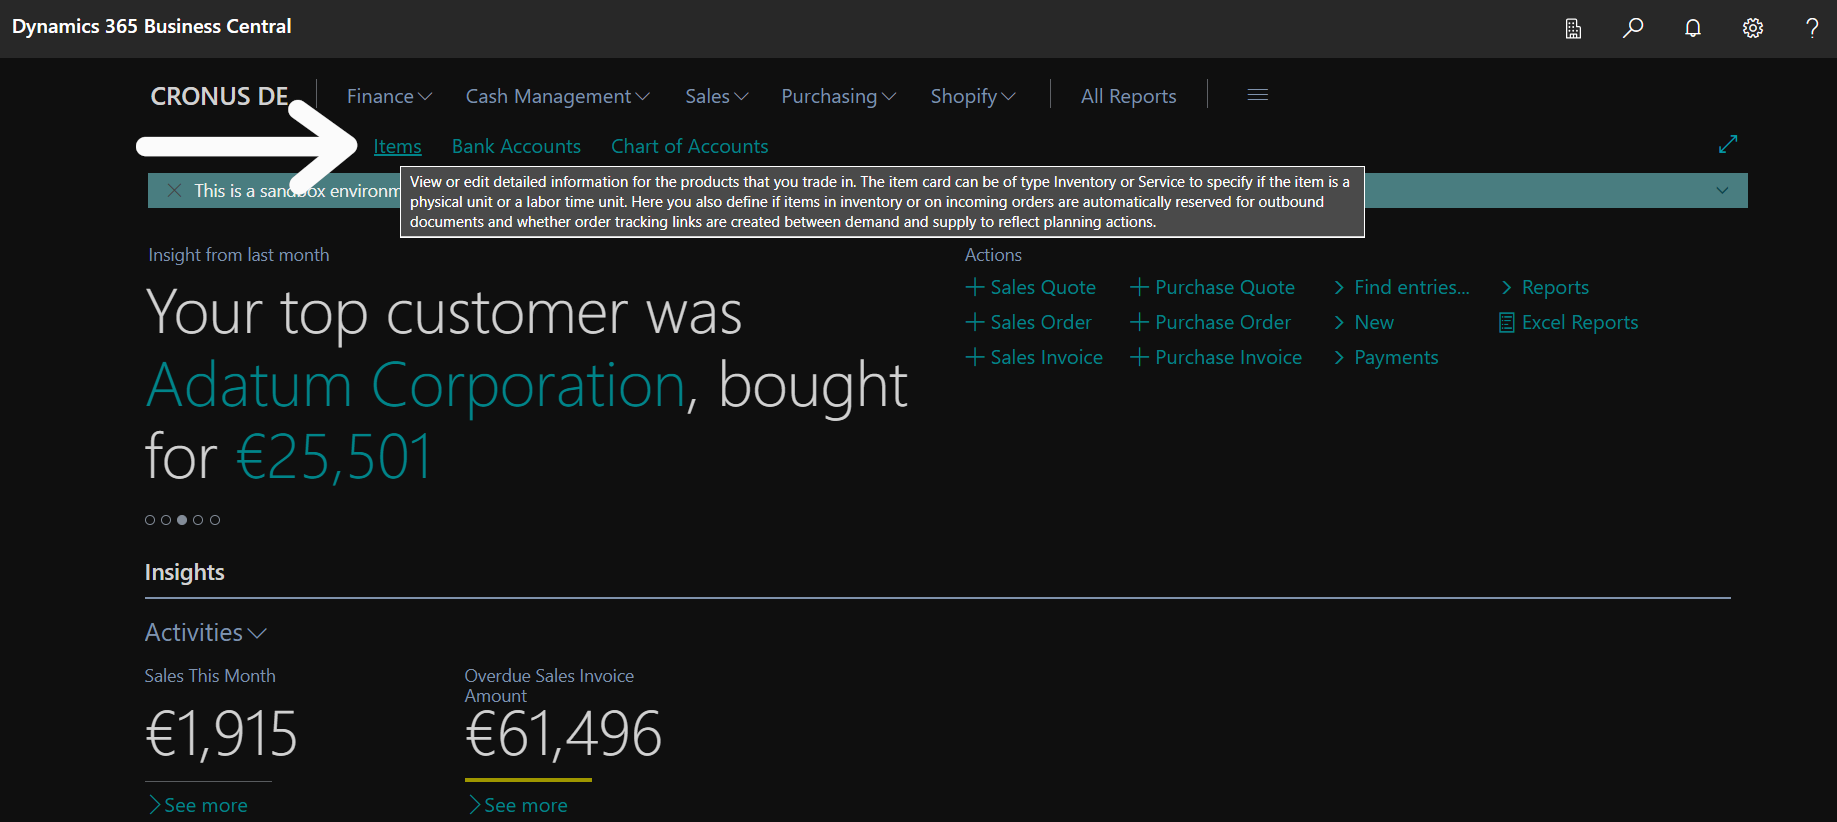 Dynamics 365 Business Central
CRONUS DE
Finance
Cash Management
Sales
Purchasing
Shopify
All Reports
Items
Bank Accounts
Chart of Accounts
This is a sandbox
View or edit detailed information for the products that you trade in. The item card can be of type Inventory or Service to specify if the item is a
physical unit or a labor time unit. Here you also define if items in inventory or on incoming orders are automatically reserved for outbound
documents and whether order tracking links are created between demand and supply to reflect planning actions.
Insight from last month
Your top customer was
Adatum Corporation, bought
for €25,501
Actions
+ Sales Quote
+ Purchase Quote
> Find entries...
> Reports
+ Sales Order
+ Purchase Order
> New
Excel Reports
+ Sales Invoice
+ Purchase Invoice
> Payments
Insights
Activities
Sales This Month
€1,915
> See more
Overdue Sales Invoice
Amount
€61,496
> See more